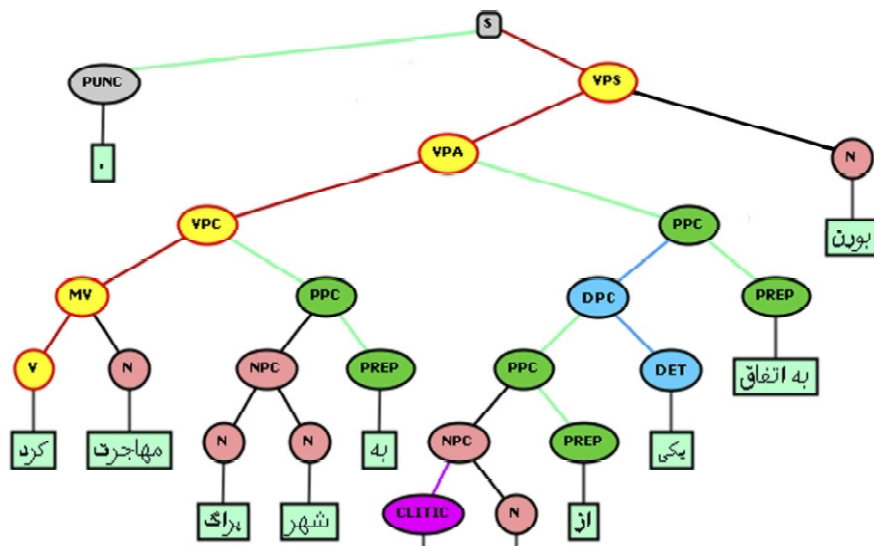 S
PUNC
VPS
.
VPA
N
VPC
PPC
بورن
MV
PPC
DPC
PREP
V
N
NPC
PREP
PPC
DET
به اتفاق
کرد
مهاجرت
N
N
به
NPC
PREP
یکی
پراگ
شهر
CLITIC
N
از